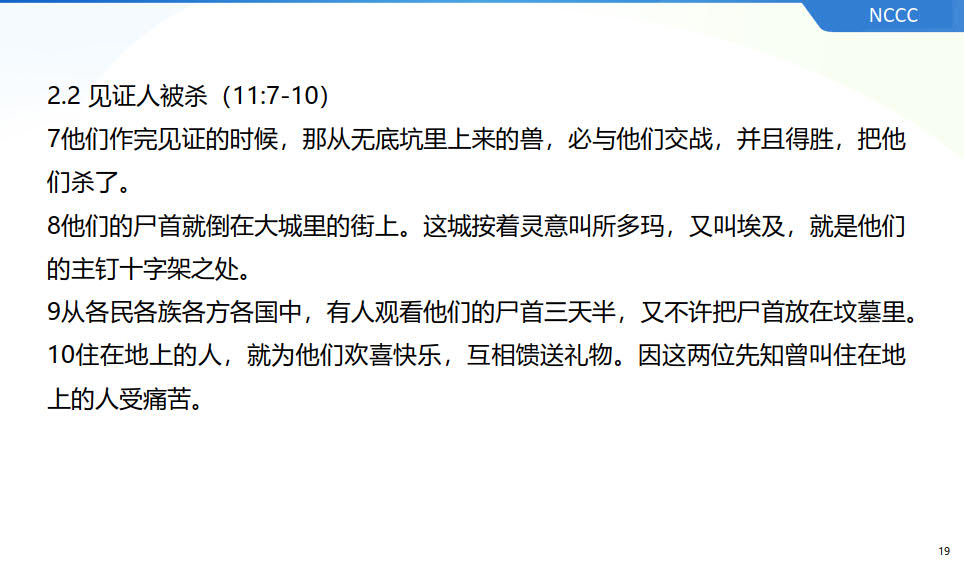 NCCC
2.2 见证人被杀（11:7-10）
7他们作完见证的时候，那从无底坑里上来的兽，必与他们交战，并且得胜，把他
们杀了。
8他们的尸首就倒在大城里的街上。这城按着灵意叫所多玛，又叫埃及，就是他们
的主钉十字架之处。
9从各民各族各方各国中，有人观看他们的尸首三天半，又不许把尸首放在坟墓里。
10住在地上的人，就为他们欢喜快乐，互相馈送礼物。因这两位先知曾叫住在地
上的人受痛苦。
19